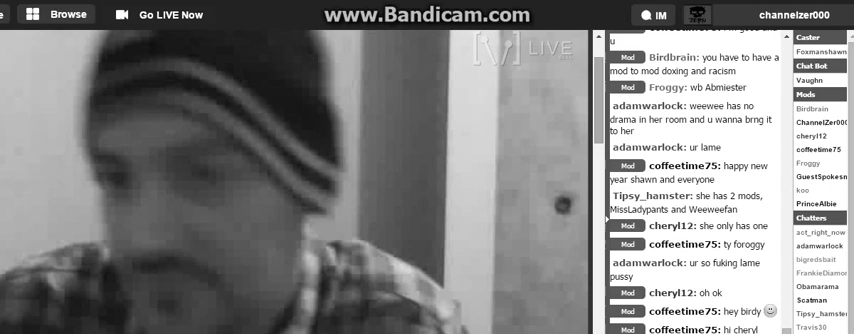 e Browse Go LIVE Now www.Bandicam.com IM channelzer000
[\/] LIVE
u
Mod Birdbrain: you have to have a
mod to mod doxing and racism
Mod Froggy: wb Abmiester
adamwarlock: weewee has no
drama in her room and u wanna brng it
to her
adamwarlock: ur lame
Mod coffeetime75: happy new
year shawn and everyone
Tipsy_hamster: she has 2 mods,
MissLadypants and Weeweefan
Mod cheryl12: she only has one
Mod coffeetime75: ty foroggy
adamwarlock: ur so fuking lame
pussy
Mod cheryl12: oh ok
Mod coffeetime75: hey birdy
Mod coffeetime75: hi cheryl
Caster
Foxmanshawn
Chat Bot
Vaughn
Mods
Birdbrain
ChannelZer000
cheryl12
coffeetime75
Froggy
GuestSpokesn
koo
PrinceAlbie
Chatters
act_right_now
adamwarlock
bigredsbait
FrankieDiamo
Obamarama
$catman
Tipsy_hamste
Travis30